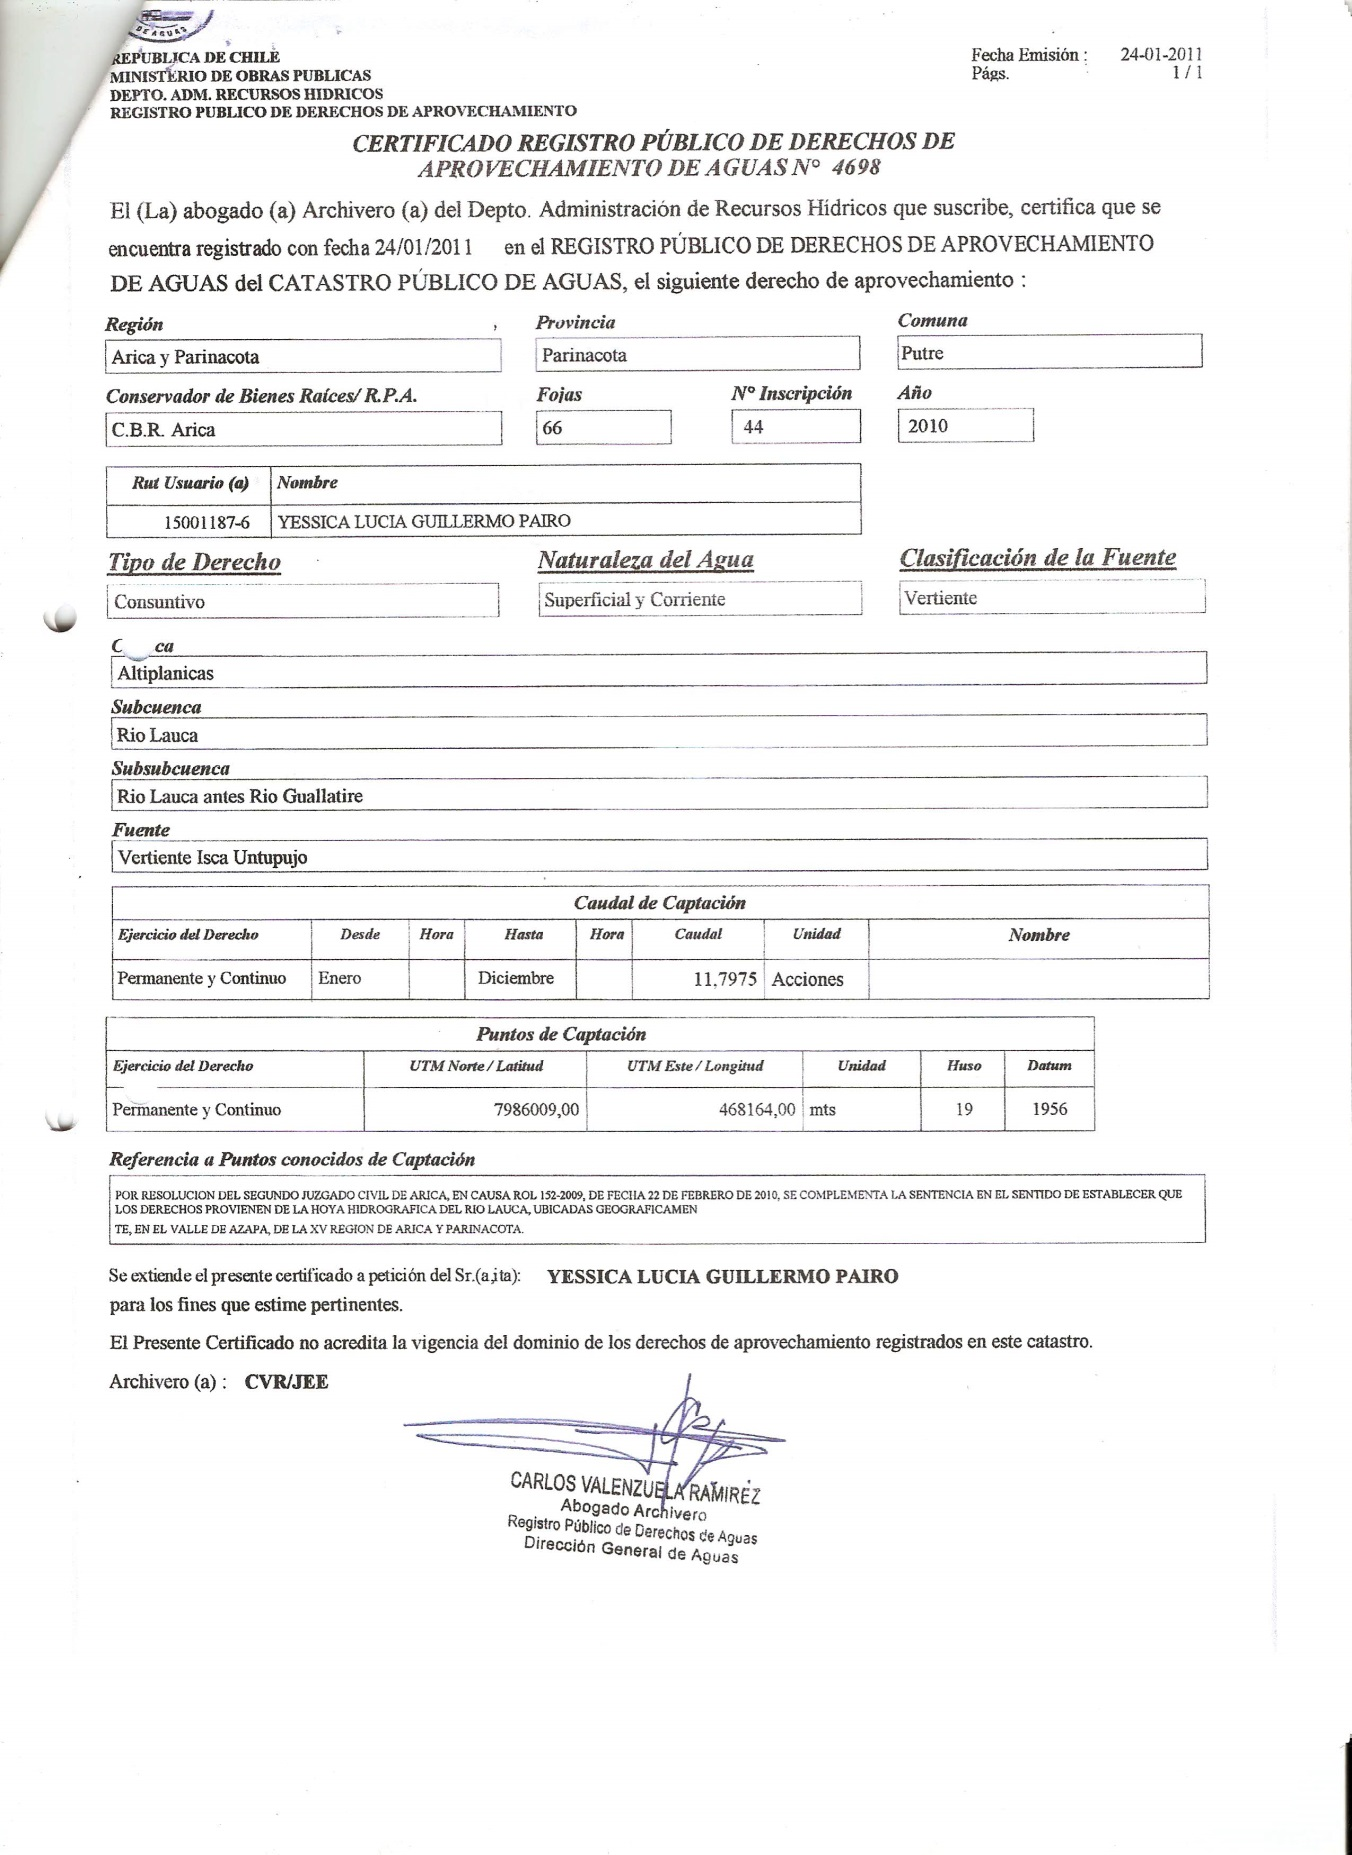 DE AGUAS
REPUBLICA DE CHILE
MINISTERIO DE OBRAS PUBLICAS
DEPTO. ADM. RECURSOS HIDRICOS
REGISTRO PUBLICO DE DERECHOS DE APROVECHAMIENTO
Fecha Emisión : 24-01-2011
Págs. 1 / 1
CERTIFICADO REGISTRO PÚBLICO DE DERECHOS DE
APROVECHAMIENTO DE AGUAS N° 4698
El (La) abogado (a) Archivero (a) del Depto. Administración de Recursos Hídricos que suscribe, certifica que se
encuentra registrado con fecha 24/01/2011 en el REGISTRO PÚBLICO DE DERECHOS DE APROVECHAMIENTO
DE AGUAS del CATASTRO PÚBLICO DE AGUAS, el siguiente derecho de aprovechamiento :
Región Provincia Comuna
Arica y Parinacota Parinacota Putre
Conservador de Bienes Raíces/ R.P.A. Fojas N° Inscripción Año
C.B.R. Arica 66 44 2010
Rut Usuario (a) Nombre
15001187-6 YESSICA LUCIA GUILLERMO PAIRO
Tipo de Derecho Naturaleza del Agua Clasificación de la Fuente
Consuntivo Superficial y Corriente Vertiente
C ca
Altiplanicas
Subcuenca
Rio Lauca
Subsubcuenca
Rio Lauca antes Rio Guallatire
Fuente
Vertiente Isca Untupujo
Caudal de Captación
Ejercicio del Derecho Desde Hora Hasta Hora Caudal Unidad Nombre
Permanente y Continuo Enero Diciembre 11,7975 Acciones
Puntos de Captación
Ejercicio del Derecho UTM Norte / Latitud UTM Este / Longitud Unidad Huso Datum
Permanente y Continuo 7986009,00 468164,00 mts 19 1956
Referencia a Puntos conocidos de Captación
POR RESOLUCION DEL SEGUNDO JUZGADO CIVIL DE ARICA, EN CAUSA ROL 152-2009, DE FECHA 22 DE FEBRERO DE 2010, SE COMPLEMENTA LA SENTENCIA EN EL SENTIDO DE ESTABLECER QUE
LOS DERECHOS PROVIENEN DE LA HOYA HIDROGRAFICA DEL RIO LAUCA, UBICADAS GEOGRAFICAMEN
TE, EN EL VALLE DE AZAPA, DE LA XV REGION DE ARICA Y PARINACOTA.
Se extiende el presente certificado a petición del Sr.(a,ita): YESSICA LUCIA GUILLERMO PAIRO
para los fines que estime pertinentes.
El Presente Certificado no acredita la vigencia del dominio de los derechos de aprovechamiento registrados en este catastro.
Archivero (a) : CVR/JEE
CARLOS VALENZUELA RAMIREZ
Abogado Archivero
Registro Público de Derechos de Aguas
Dirección General de Aguas